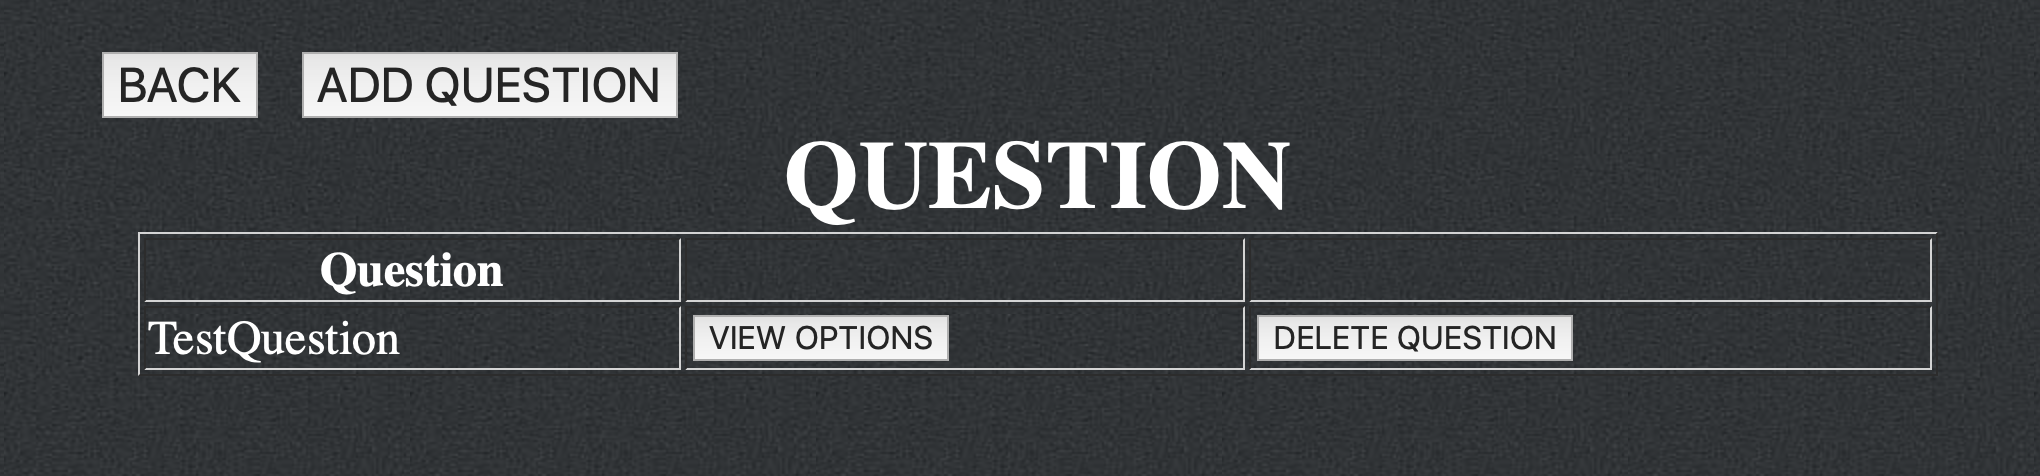 BACK ADD QUESTION
QUESTION
Question
TestQuestion VIEW OPTIONS DELETE QUESTION